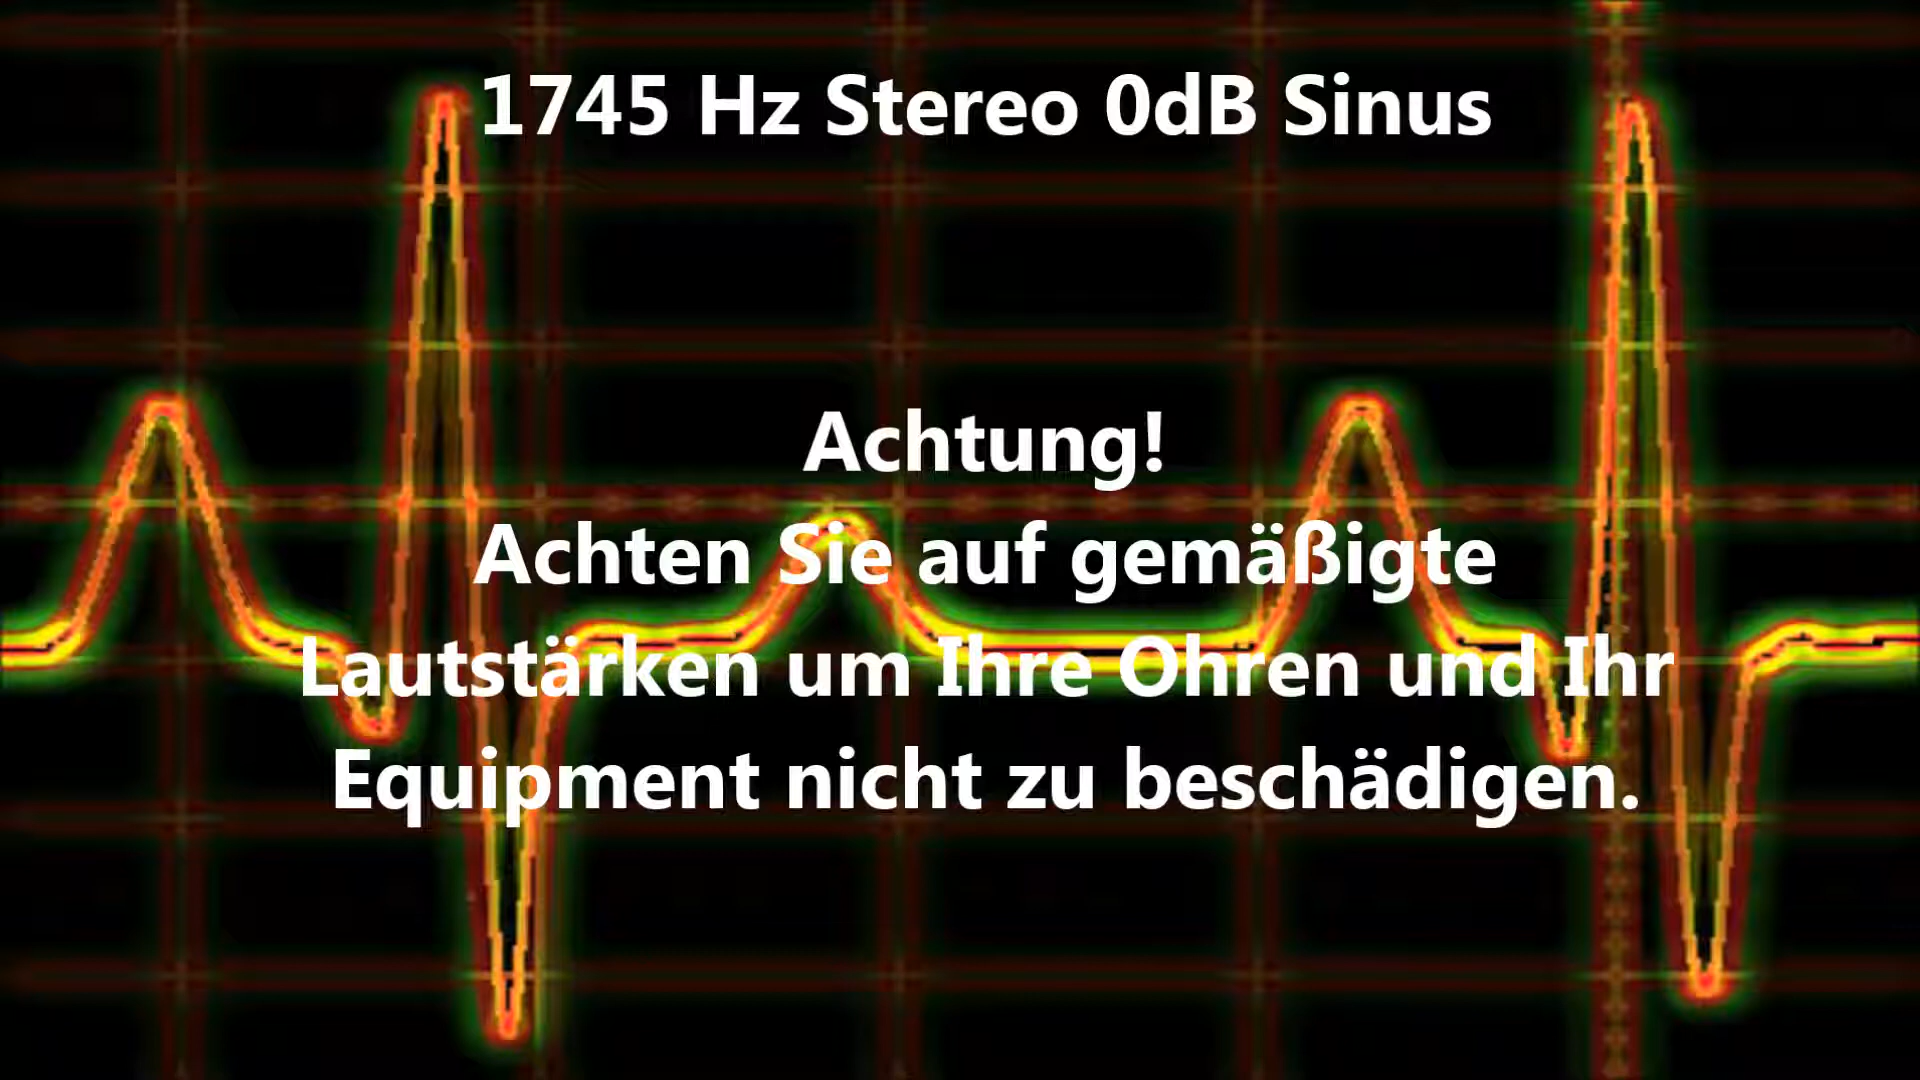 1745 Hz Stereo 0dB Sinus
Achtung!
Achten Sie auf gemäßigte
Lautstärken um Ihre Ohren und Ihr
Equipment nicht zu beschädigen.